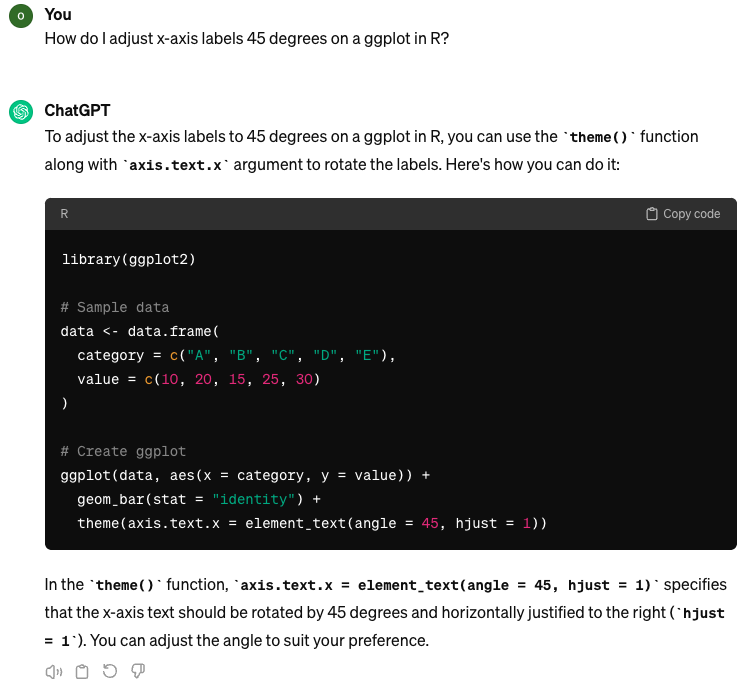 O
You
How do I adjust x-axis labels 45 degrees on a ggplot in R?
ChatGPT
To adjust the x-axis labels to 45 degrees on a ggplot in R, you can use the `theme()` function
along with `axis.text.x` argument to rotate the labels. Here's how you can do it:
R
Copy code
library(ggplot2)
# Sample data
data <- data.frame(
  category = c("A", "B", "C", "D", "E"),
  value = c(10, 20, 15, 25, 30)
)
# Create ggplot
ggplot(data, aes(x = category, y = value)) +
  geom_bar(stat = "identity") +
  theme(axis.text.x = element_text(angle = 45, hjust = 1))
In the `theme()` function, `axis.text.x = element_text(angle = 45, hjust = 1)` specifies
that the x-axis text should be rotated by 45 degrees and horizontally justified to the right (`hjust
= 1`). You can adjust the angle to suit your preference.